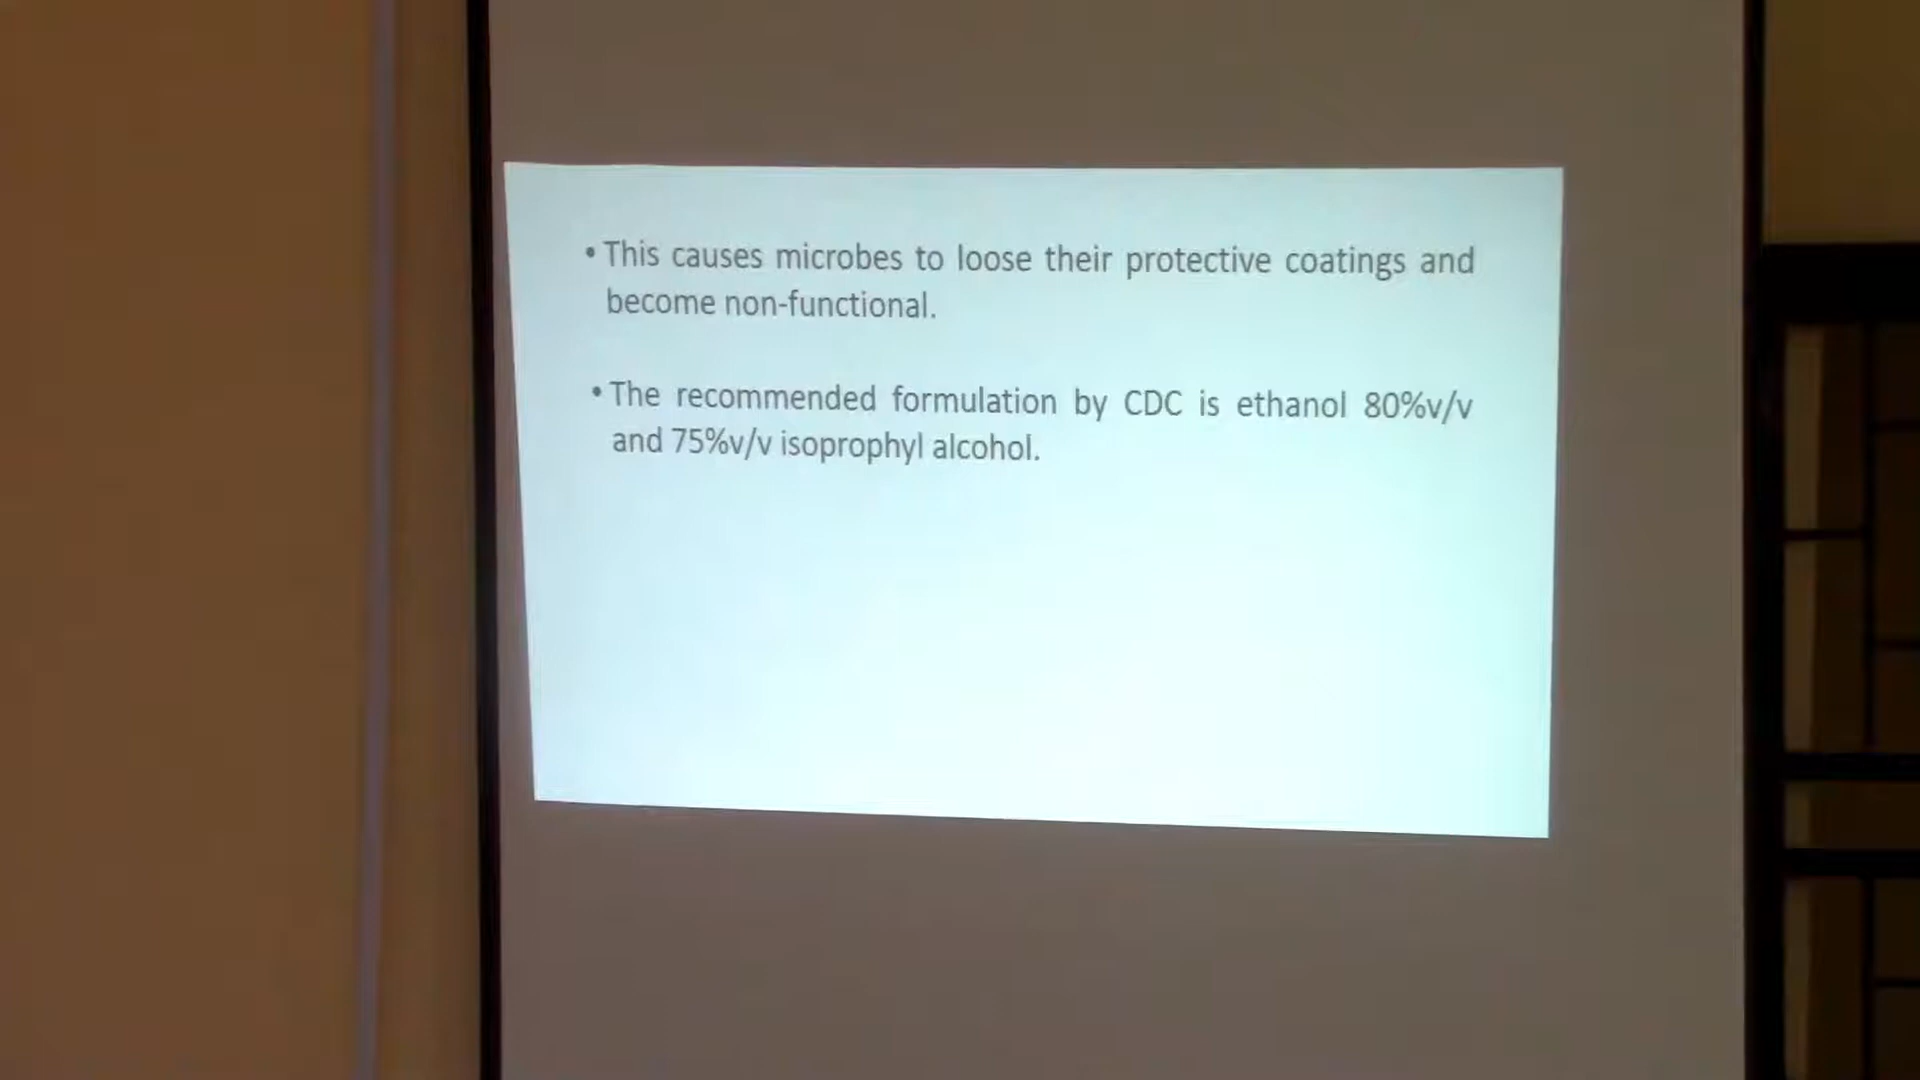 • This causes microbes to loose their protective coatings and
become non-functional.
• The recommended formulation by CDC is ethanol 80%v/v
and 75%v/v isoprophyl alcohol.